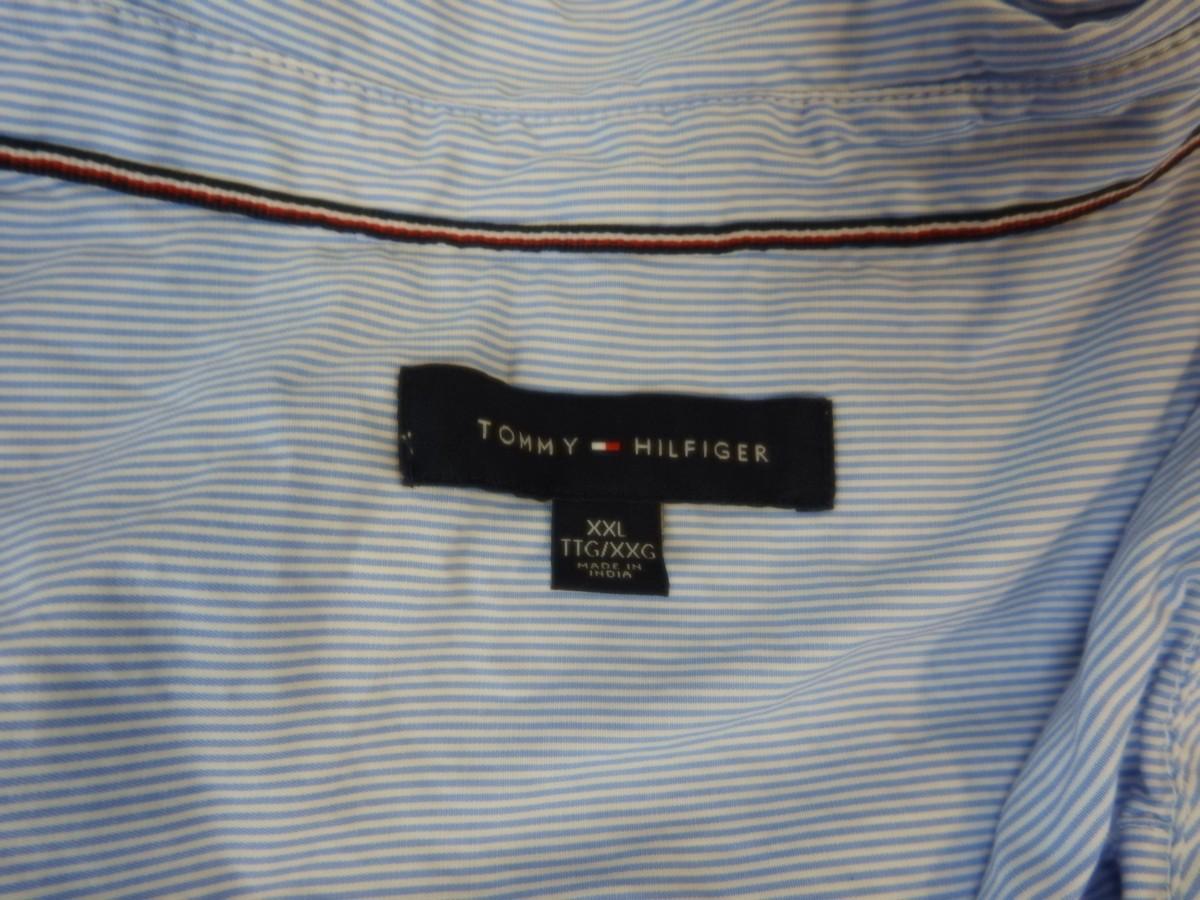 TOMMY HILFIGER
XXL
TTG/XXG
MADE IN
INDIA